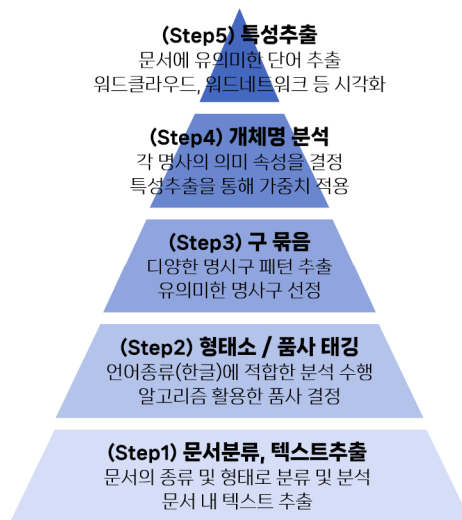 (Step5) 특성추출
문서에 유의미한 단어 추출
워드클라우드, 워드네트워크 등 시각화
(Step4) 개체명 분석
각 명사의 의미 속성을 결정
특성추출을 통해 가중치 적용
(Step3) 구 묶음
디양한 명사구 패턴 추출
유의미한 명사구 선정
(Step2) 형태소 / 품사 태깅
언어종류(한글)에 적합한 분석 수행
알고리즘 활용한 품사 결정
(Step1) 문서분류, 텍스트추출
문서의 종류 및 형태로 분류 및 분석
문서 내 텍스트 추출